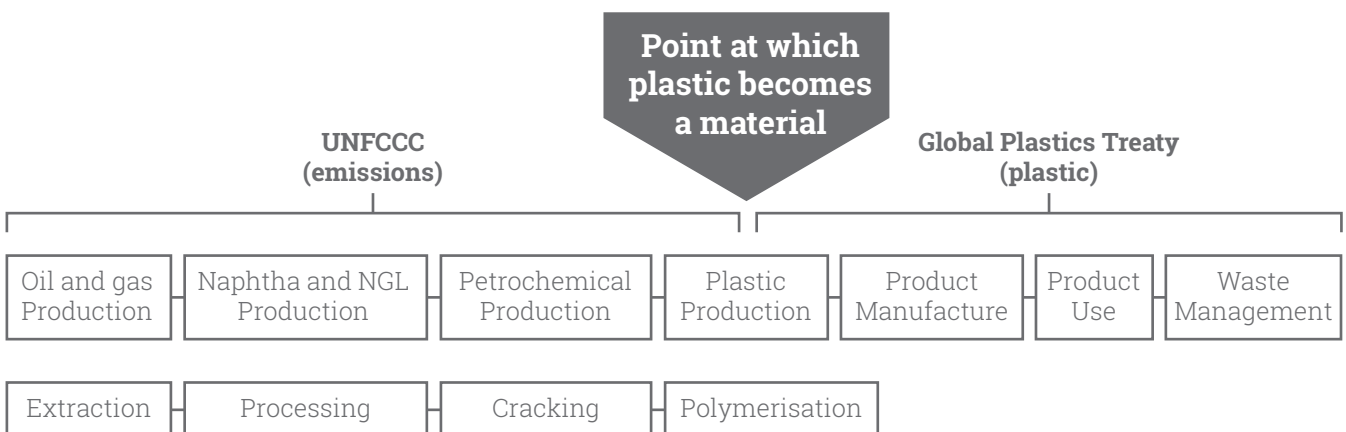 Point at which
plastic becomes
a material
UNFCCC
(emissions)
Global Plastics Treaty
(plastic)
Oil and gas
Production
Naphtha and NGL
Production
Petrochemical
Production
Plastic
Production
Product
Manufacture
Product
Use
Waste
Management
Extraction
Processing
Cracking
Polymerisation